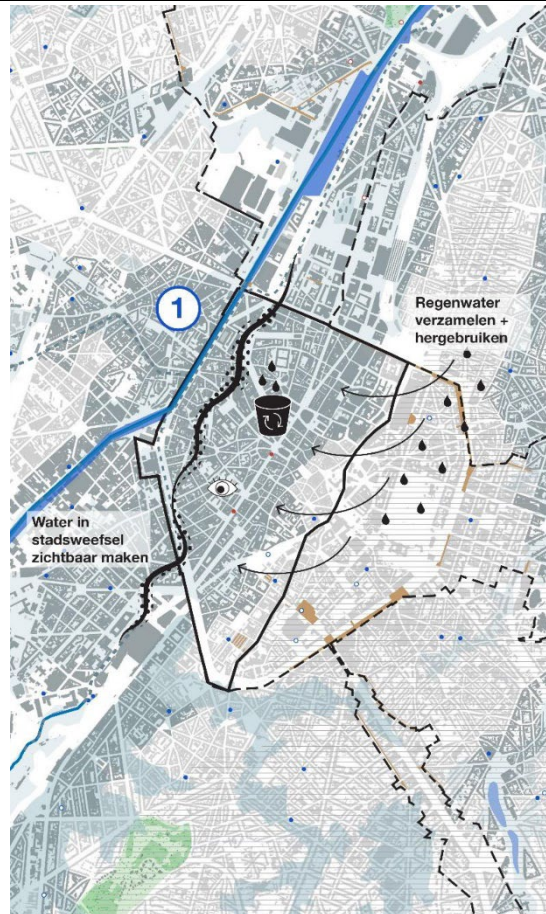 1
Regenwater
verzamelen +
hergebruiken
Water in
stadsweefsel
zichtbaar maken